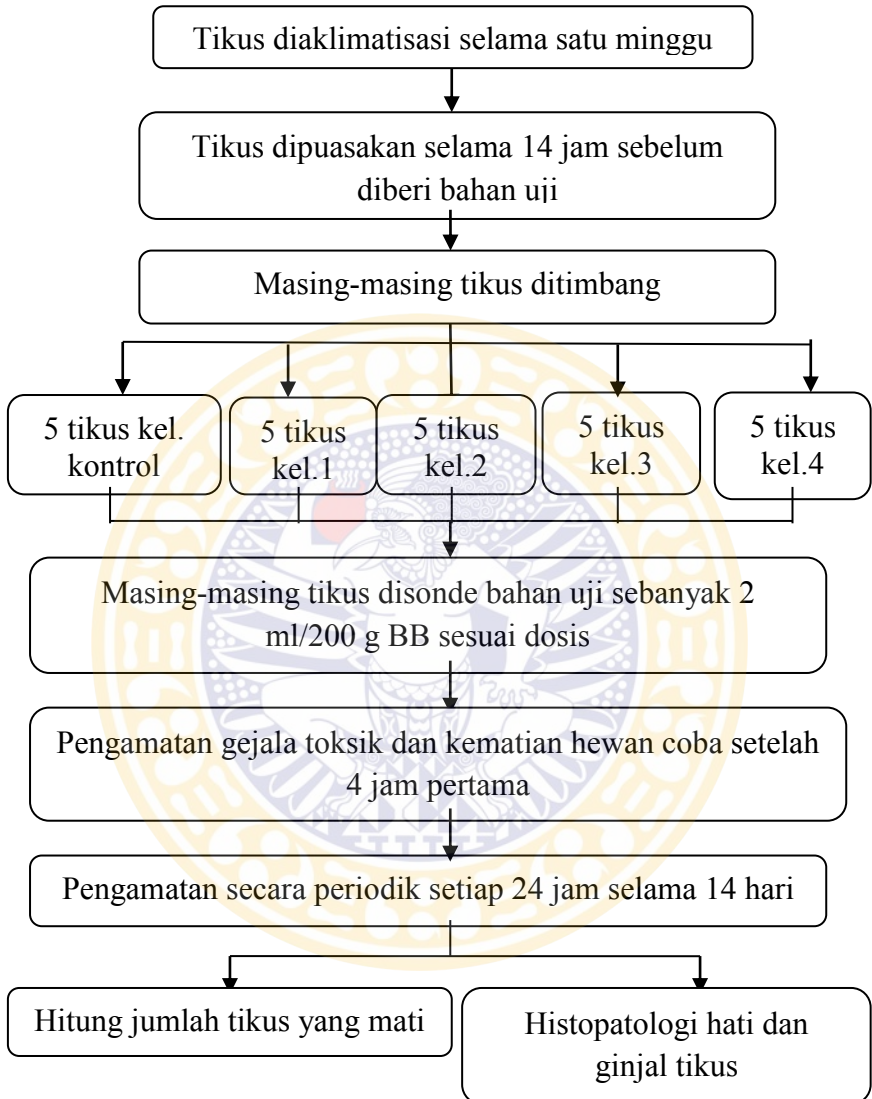 Tikus diaklimatisasi selama satu minggu
Tikus dipuasakan selama 14 jam sebelum
diberi bahan uji
Masing-masing tikus ditimbang
5 tikus kel.
kontrol
5 tikus
kel.1
5 tikus
kel.2
5 tikus
kel.3
5 tikus
kel.4
Masing-masing tikus disonde bahan uji sebanyak 2
ml/200 g BB sesuai dosis
Pengamatan gejala toksik dan kematian hewan coba setelah
4 jam pertama
Pengamatan secara periodik setiap 24 jam selama 14 hari
Hitung jumlah tikus yang mati
Histopatologi hati dan
ginjal tikus